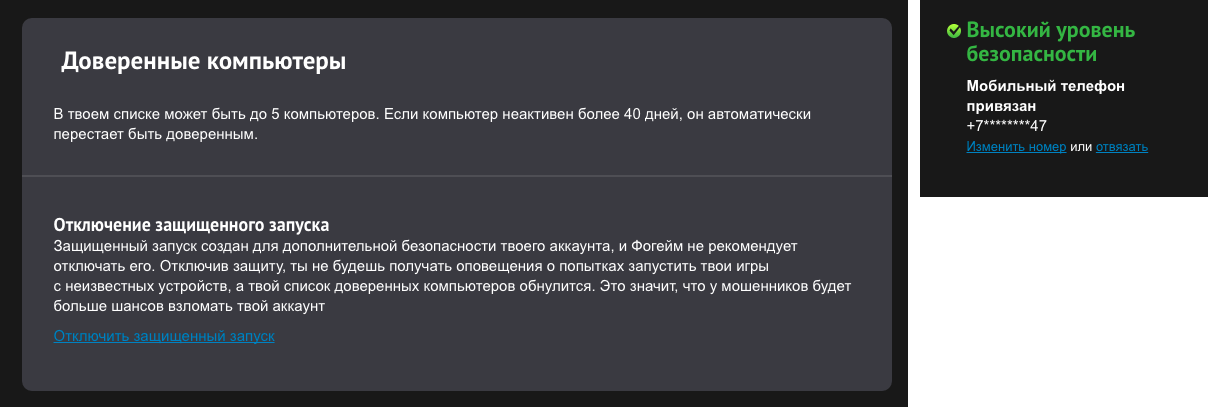 Доверенные компьютеры
В твоем списке может быть до 5 компьютеров. Если компьютер неактивен более 40 дней, он автоматически
перестает быть доверенным.
Отключение защищенного запуска
Защищенный запуск создан для дополнительной безопасности твоего аккаунта, и Фогейм не рекомендует
отключать его. Отключив защиту, ты не будешь получать оповещения о попытках запустить твои игры
с неизвестных устройств, а твой список доверенных компьютеров обнулится. Это значит, что у мошенников будет
больше шансов взломать твой аккаунт
Отключить защищенный запуск
Высокий уровень
безопасности
Мобильный телефон
привязан
+7********47
Изменить номер или отвязать